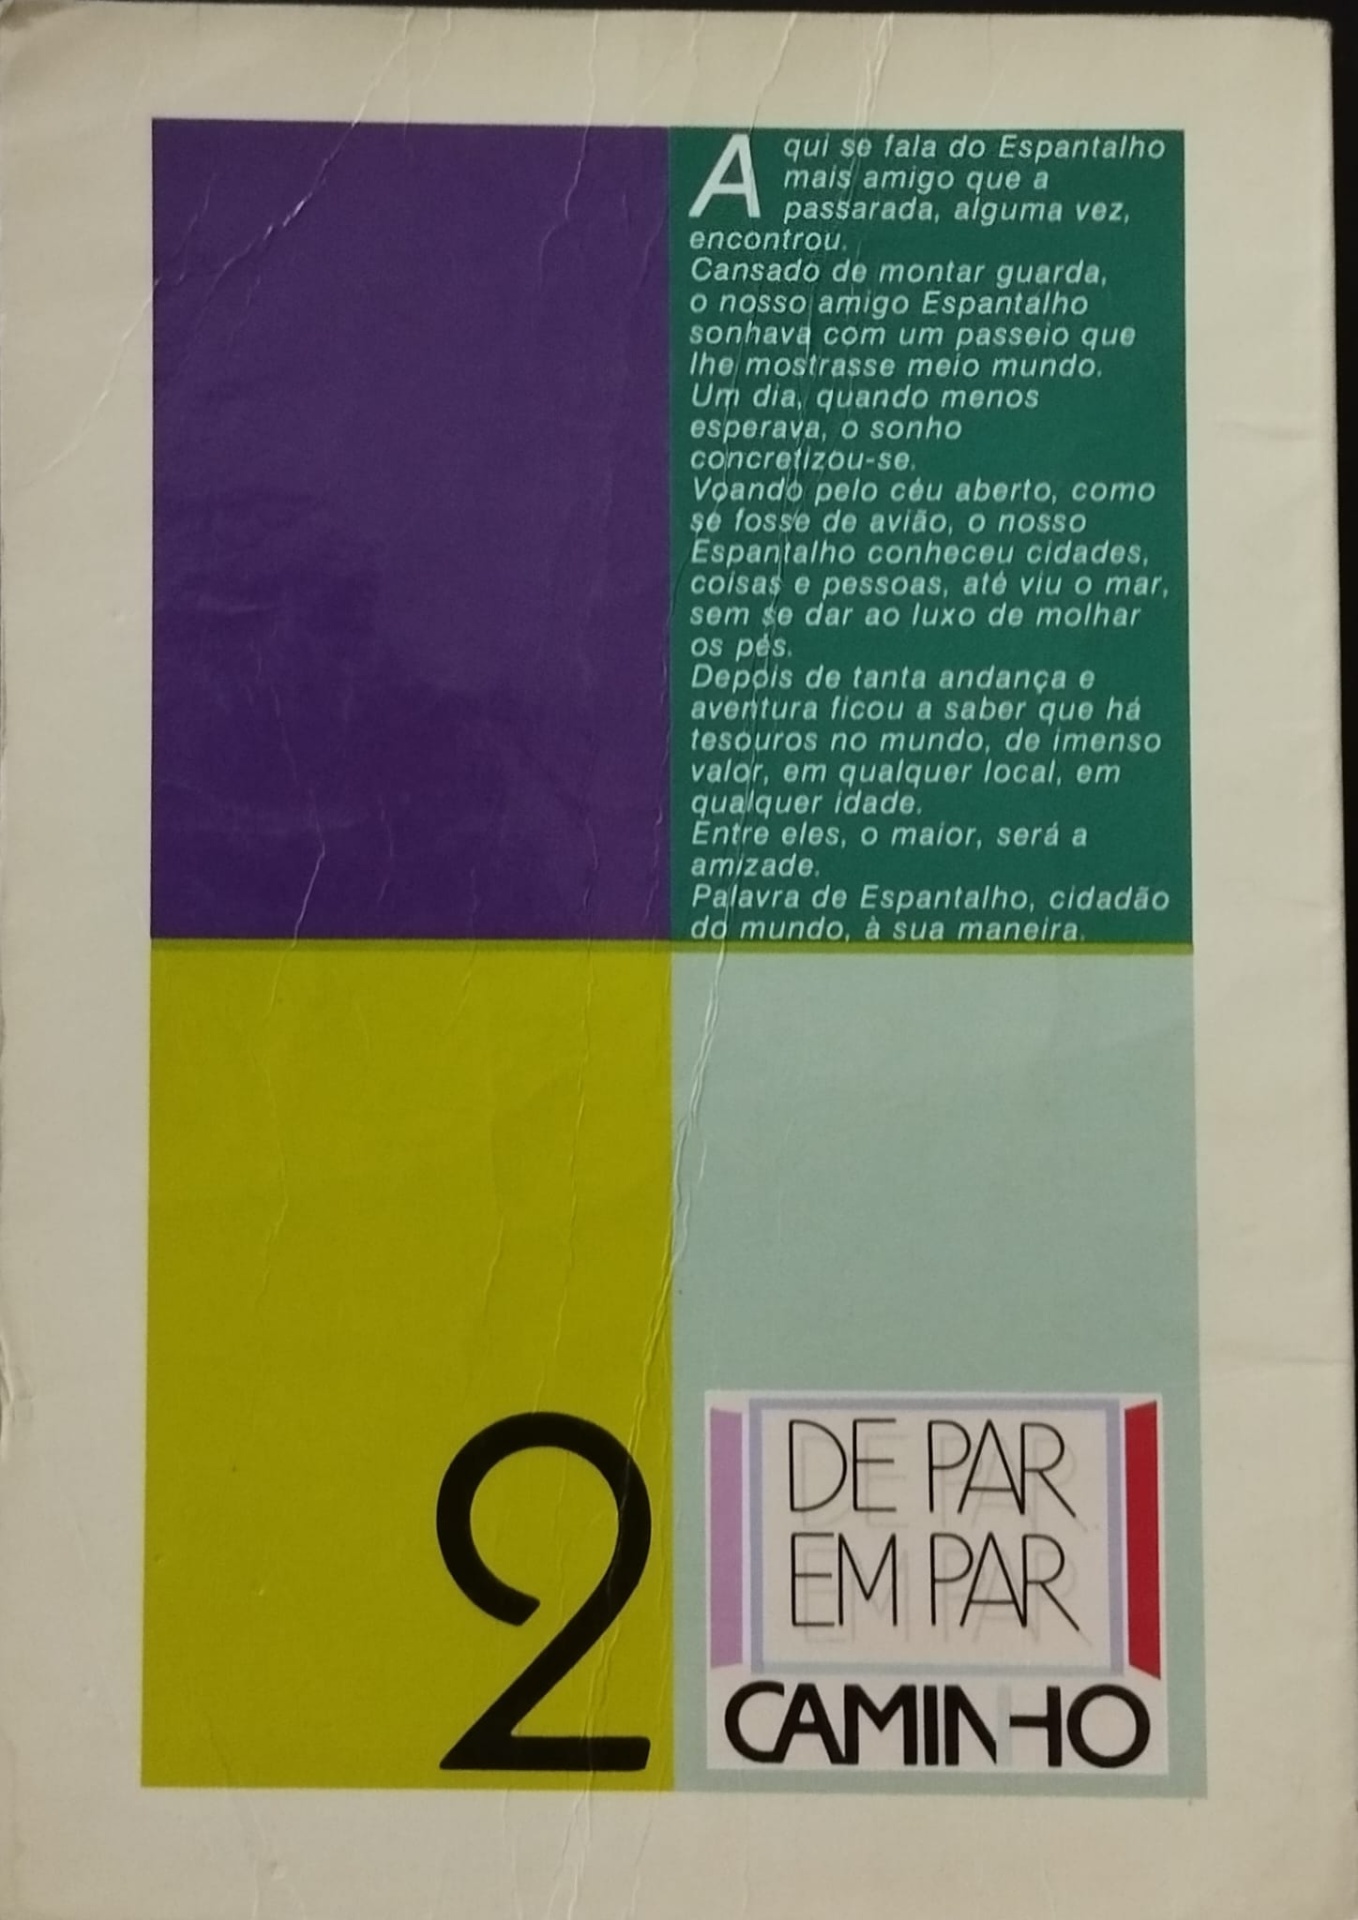 Aqui se fala do Espantalho
mais amigo que a
passarada, alguma vez,
encontrou.
Cansado de montar guarda,
o nosso amigo Espantalho
sonhava com um passeio que
lhe mostrasse meio mundo.
Um dia, quando menos
esperava, o sonho
concretizou-se.
Voando pelo céu aberto, como
se fosse de avião, o nosso
Espantalho conheceu cidades,
coisas e pessoas, até viu o mar,
sem se dar ao luxo de molhar
os pés.
Depois de tanta andança e
aventura ficou a saber que há
tesouros no mundo, de imenso
valor, em qualquer local, em
qualquer idade.
Entre eles, o maior, será a
amizade.
Palavra de Espantalho, cidadão
do mundo, à sua maneira.
2
DE PAR
EM PAR
CAMINHO